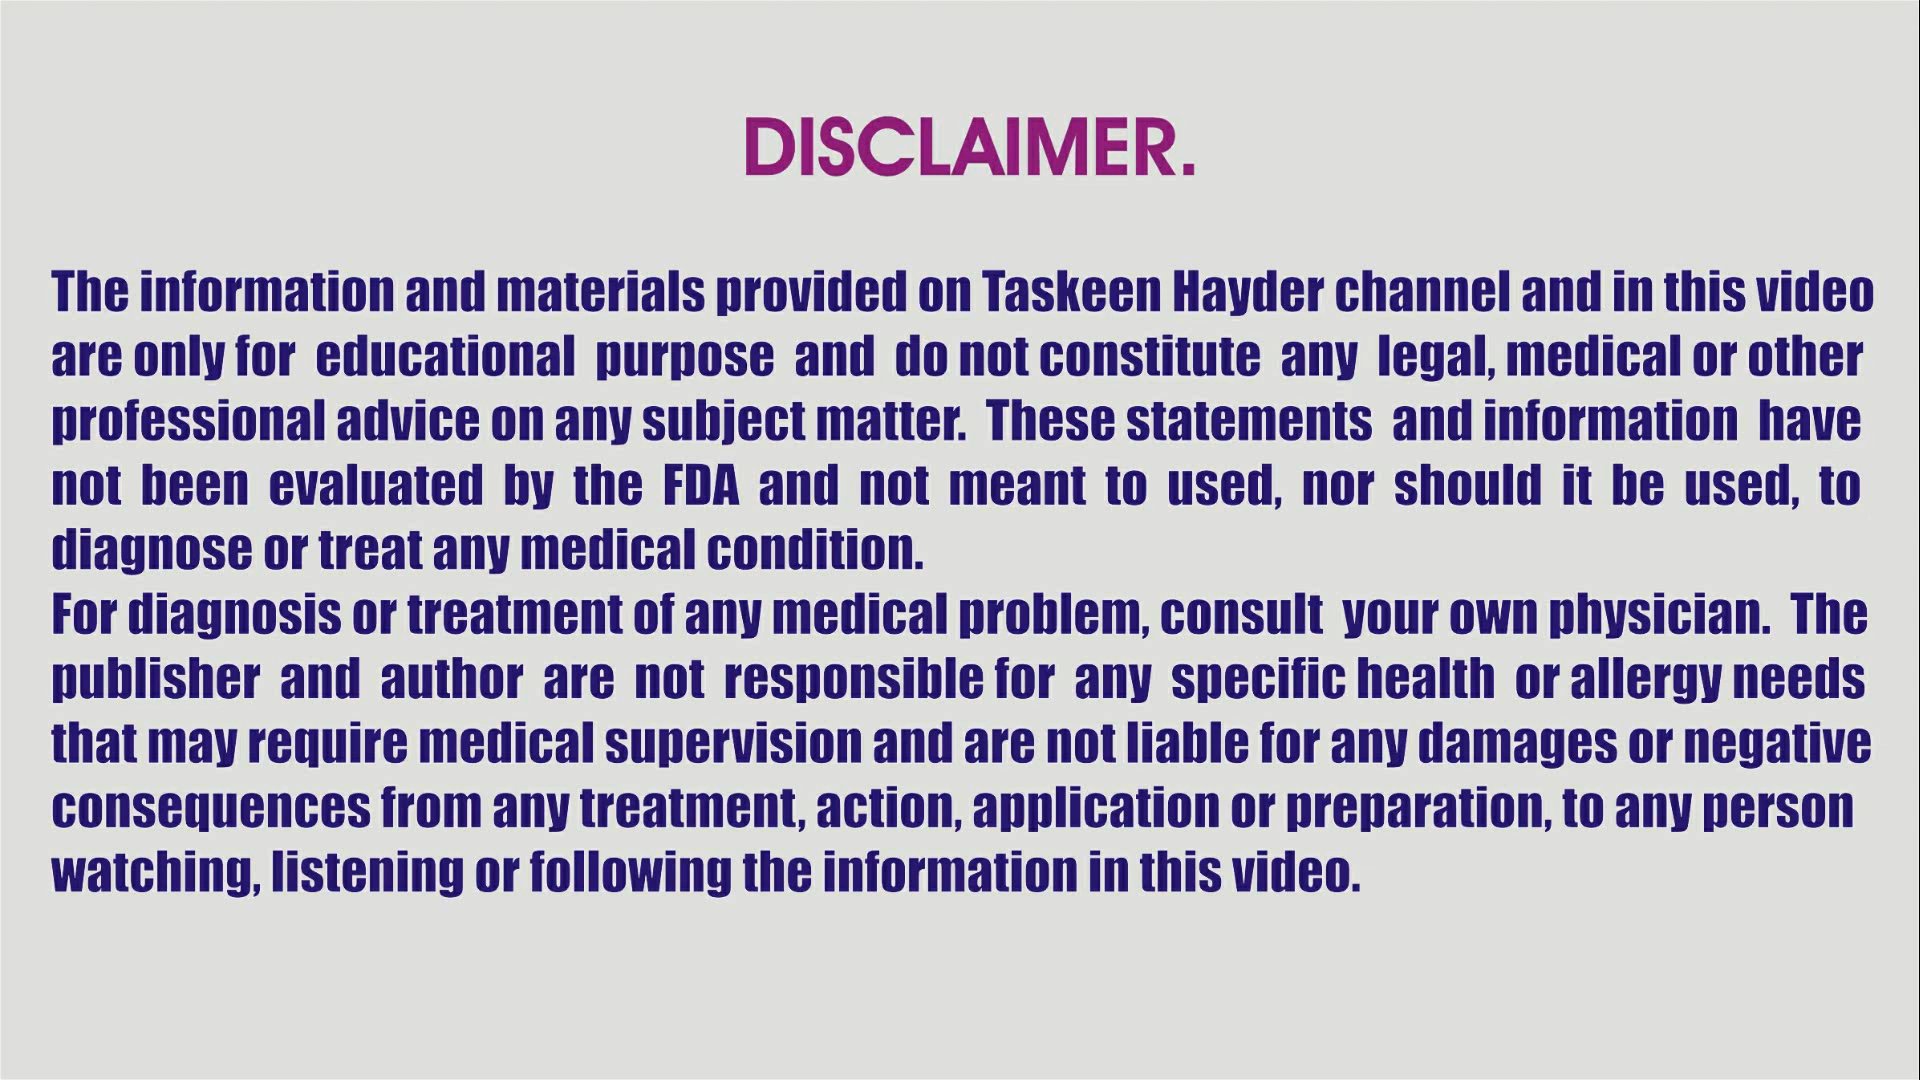 DISCLAIMER.
The information and materials provided on Taskeen Hayder channel and in this video
are only for educational purpose and do not constitute any legal, medical or other
professional advice on any subject matter. These statements and information have
not been evaluated by the FDA and not meant to used, nor should it be used, to
diagnose or treat any medical condition.
For diagnosis or treatment of any medical problem, consult your own physician. The
publisher and author are not responsible for any specific health or allergy needs
that may require medical supervision and are not liable for any damages or negative
consequences from any treatment, action, application or preparation, to any person
watching, listening or following the information in this video.